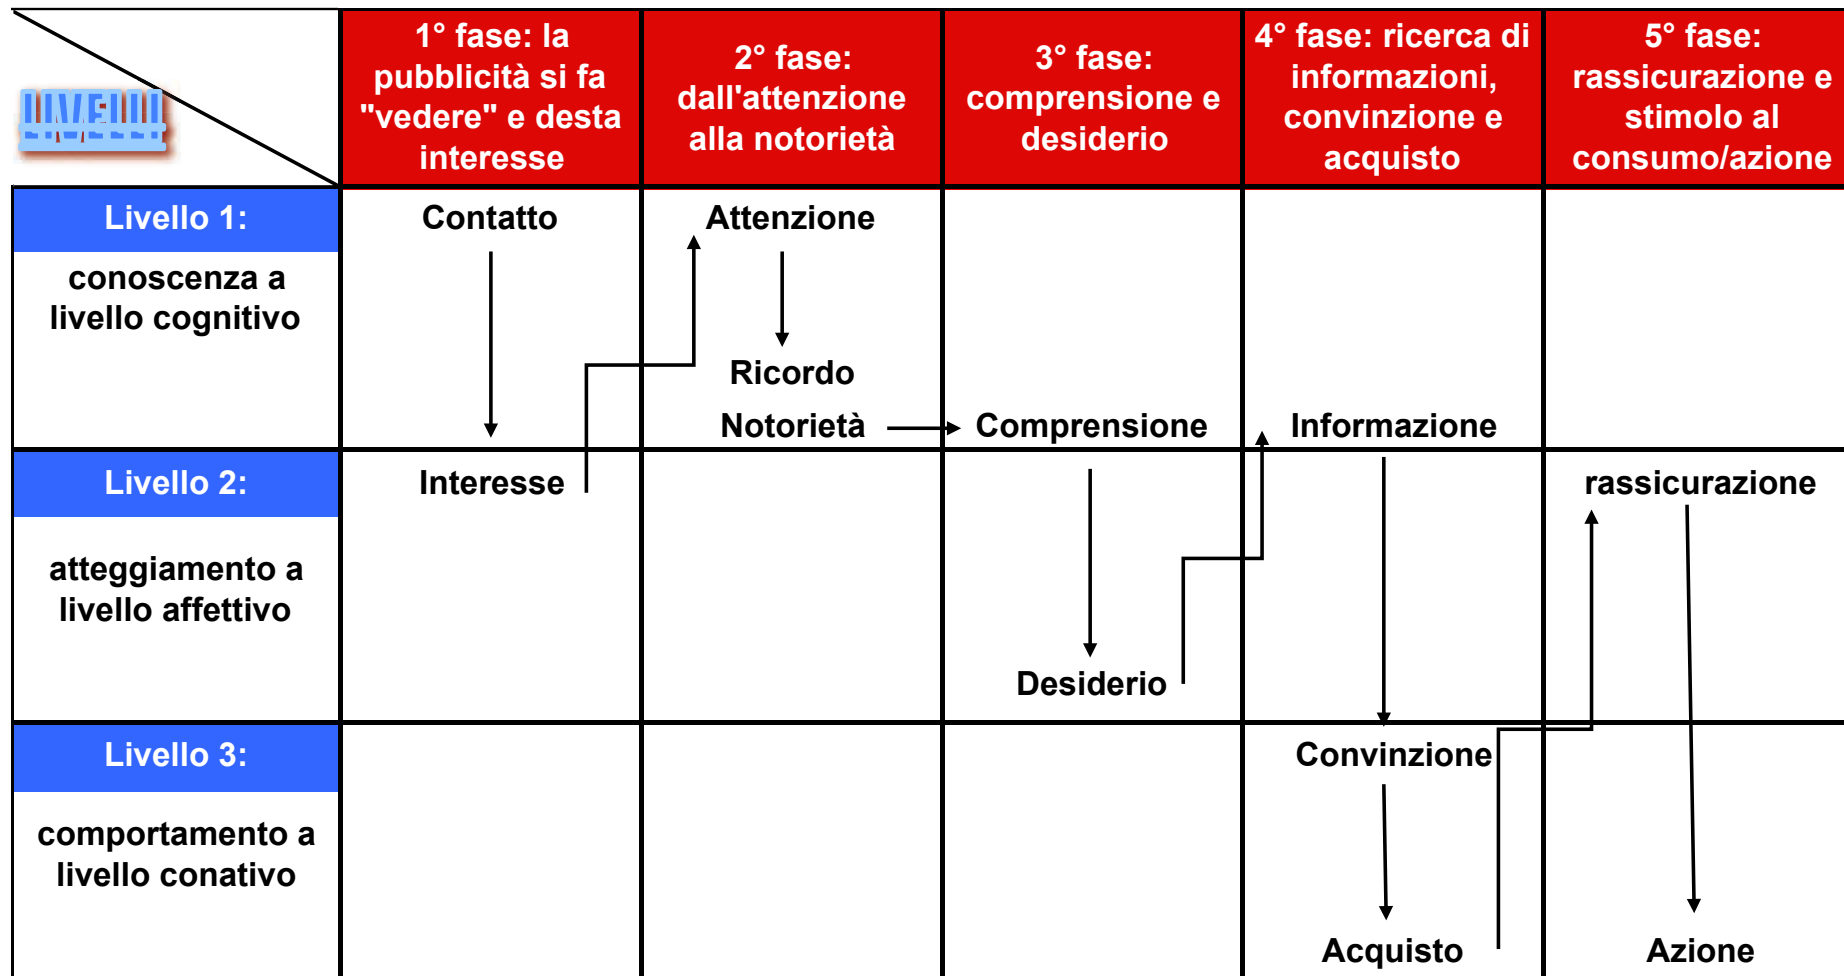 LIVELLI
1° fase: la
pubblicità si fa
"vedere" e desta
interesse
2° fase:
dall'attenzione
alla notorietà
3° fase:
comprensione e
desiderio
4° fase: ricerca di
informazioni,
convinzione e
acquisto
5° fase:
rassicurazione e
stimolo al
consumo/azione
Livello 1:
conoscenza a
livello cognitivo
Contatto
Attenzione
Ricordo
Notorietà
Comprensione
Informazione
Livello 2:
atteggiamento a
livello affettivo
Interesse
Desiderio
rassicurazione
Livello 3:
comportamento a
livello conativo
Convinzione
Acquisto
Azione